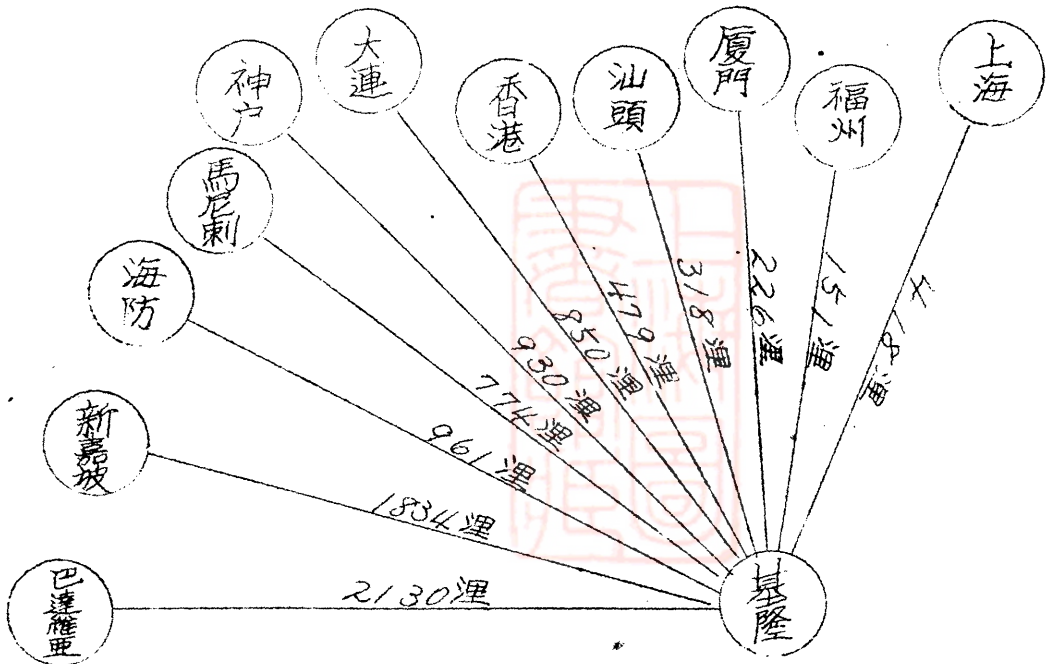 上海
福州
厦門
汕頭
香港
大連
神户
馬尼剌
海防
新嘉坡
巴達維亜
418浬
151浬
226浬
318浬
479浬
850浬
930浬
774浬
961浬
1834浬
2130浬
基隆